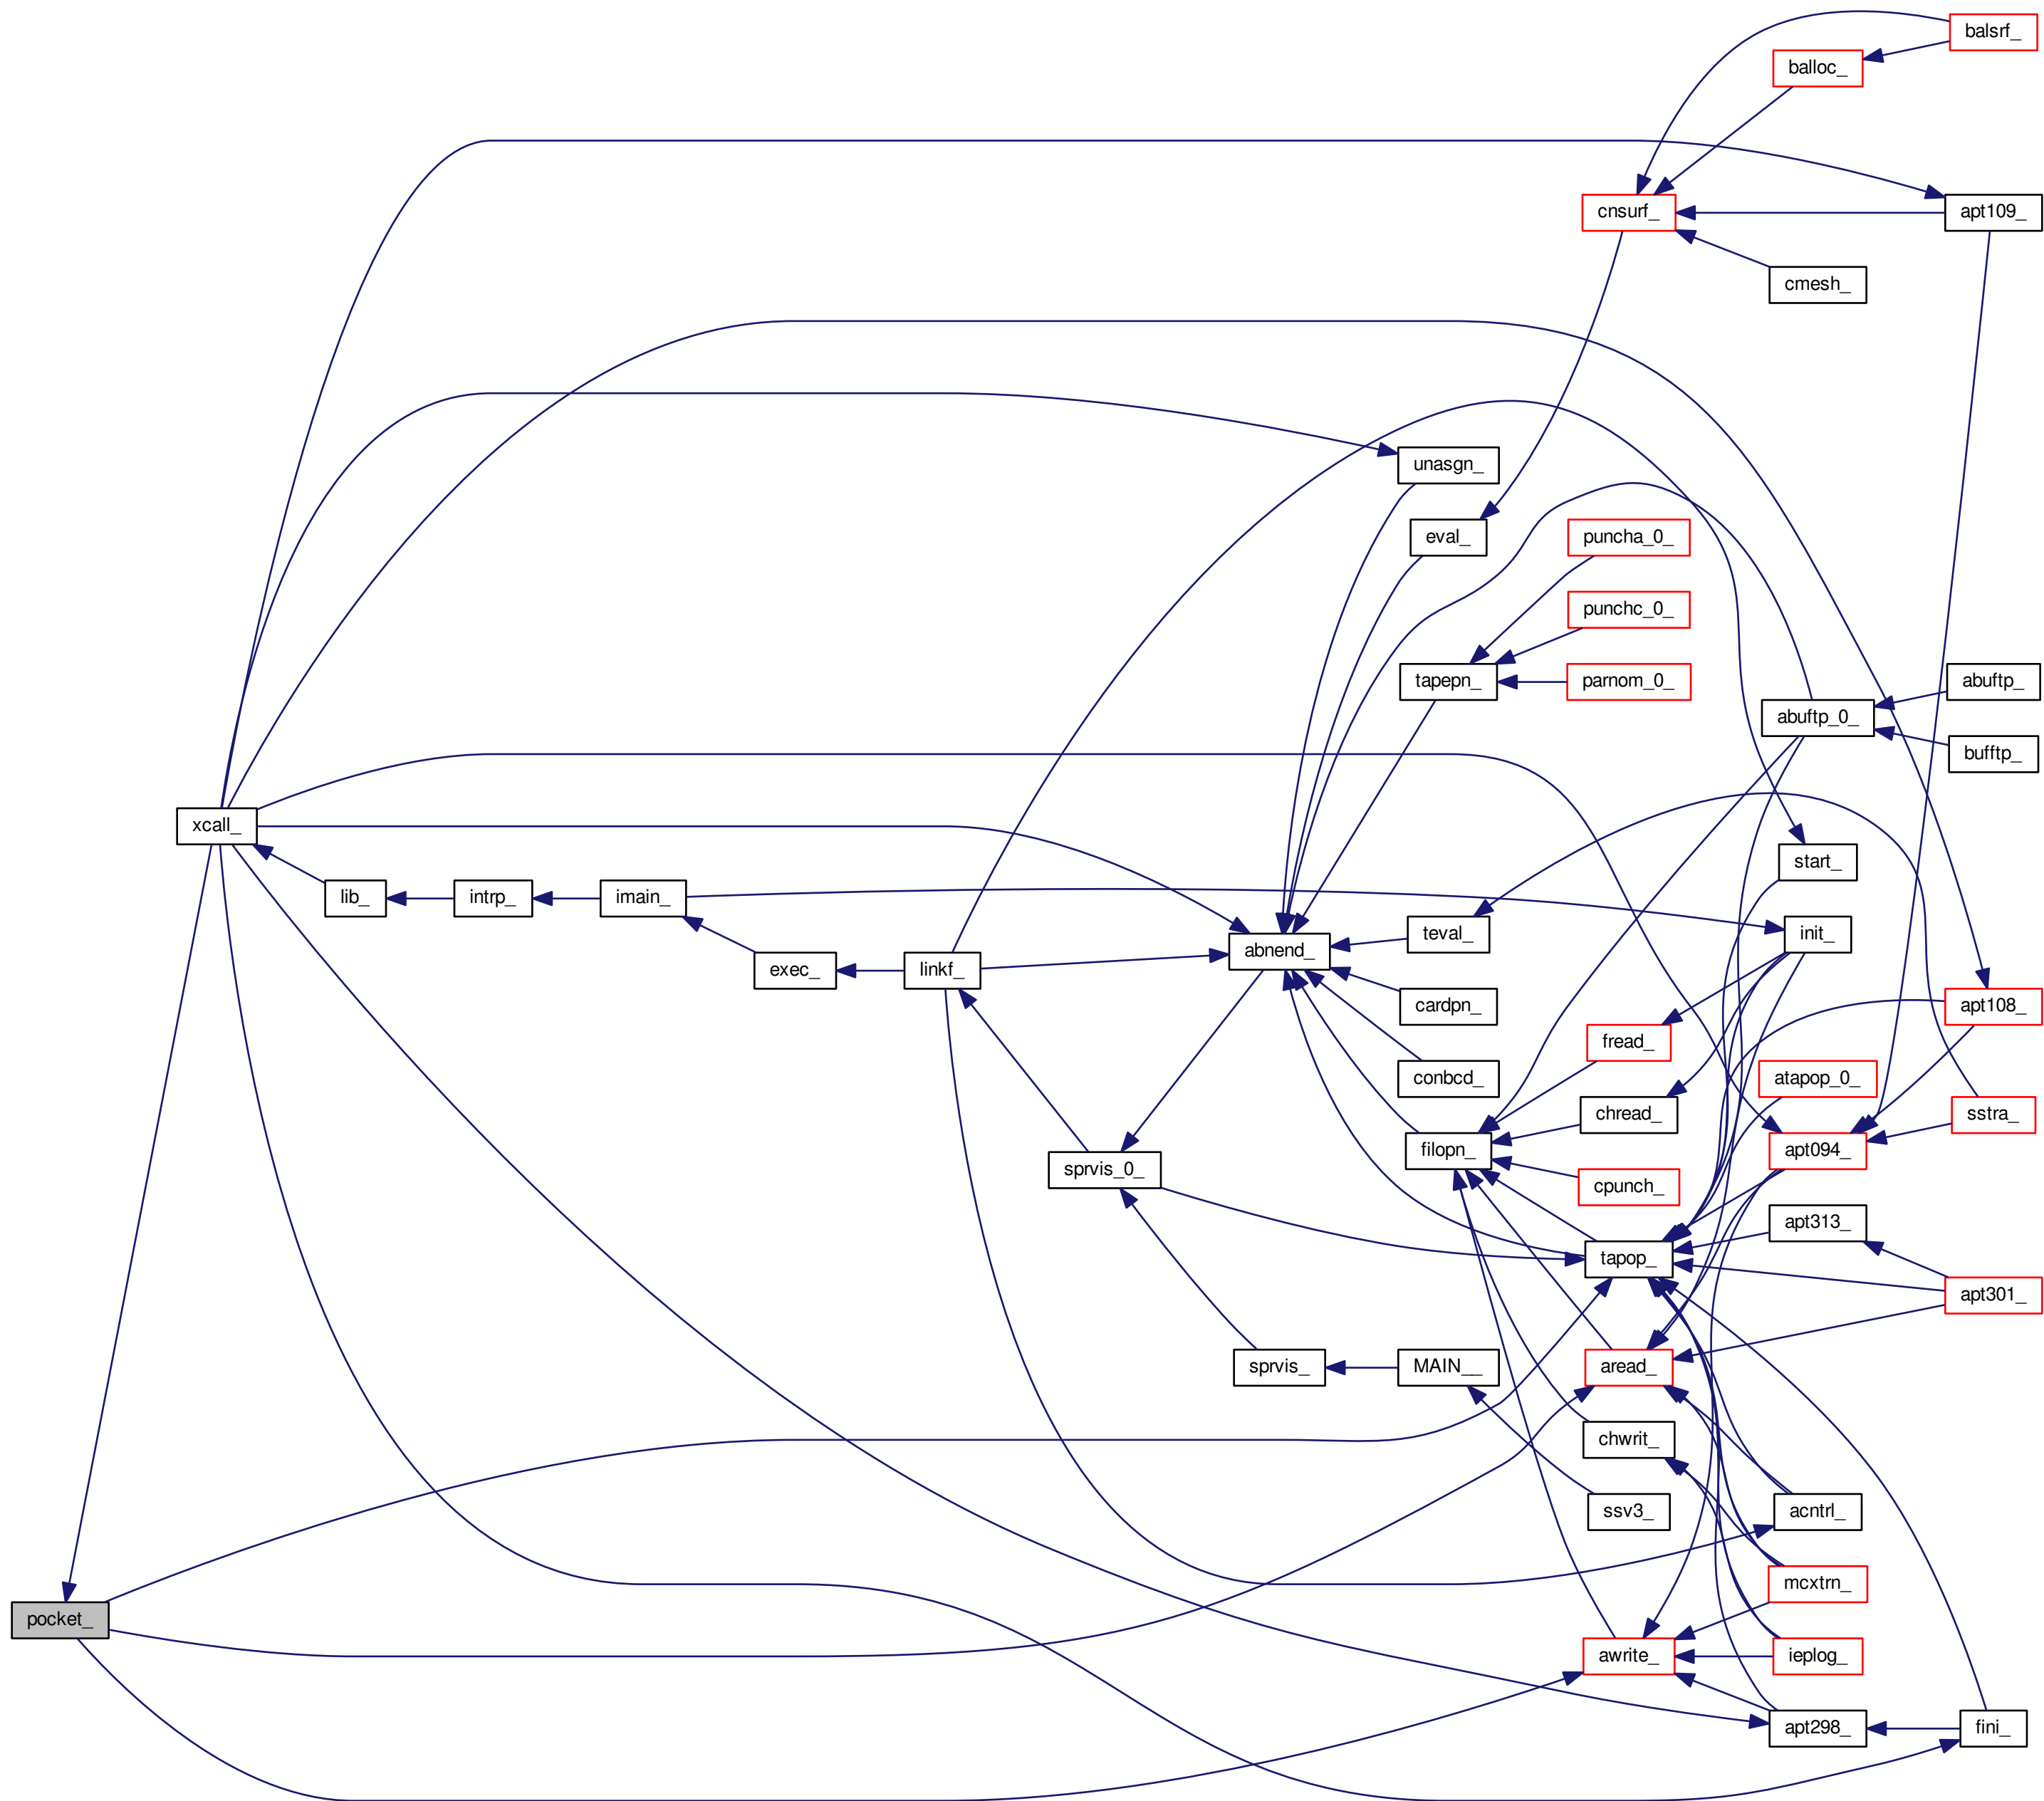 balsrf_
balloc_
cnsurf_
apt109_
cmesh_
unasgn_
eval_
puncha_0_
punchc_0_
tapepn_
parnom_0_
abuftp_
abuftp_0_
bufftp_
xcall_
start_
lib_
intrp_
imain_
init_
teval_
abnend_
exec_
linkf_
cardpn_
apt108_
fread_
conbcd_
atapop_0_
chread_
sstra_
filopn_
apt094_
sprvis_0_
cpunch_
apt313_
tapop_
apt301_
sprvis_
MAIN__
aread_
chwrit_
ssv3_
acntrl_
mcxtrn_
pocket_
awrite_
ieplog_
apt298_
fini_